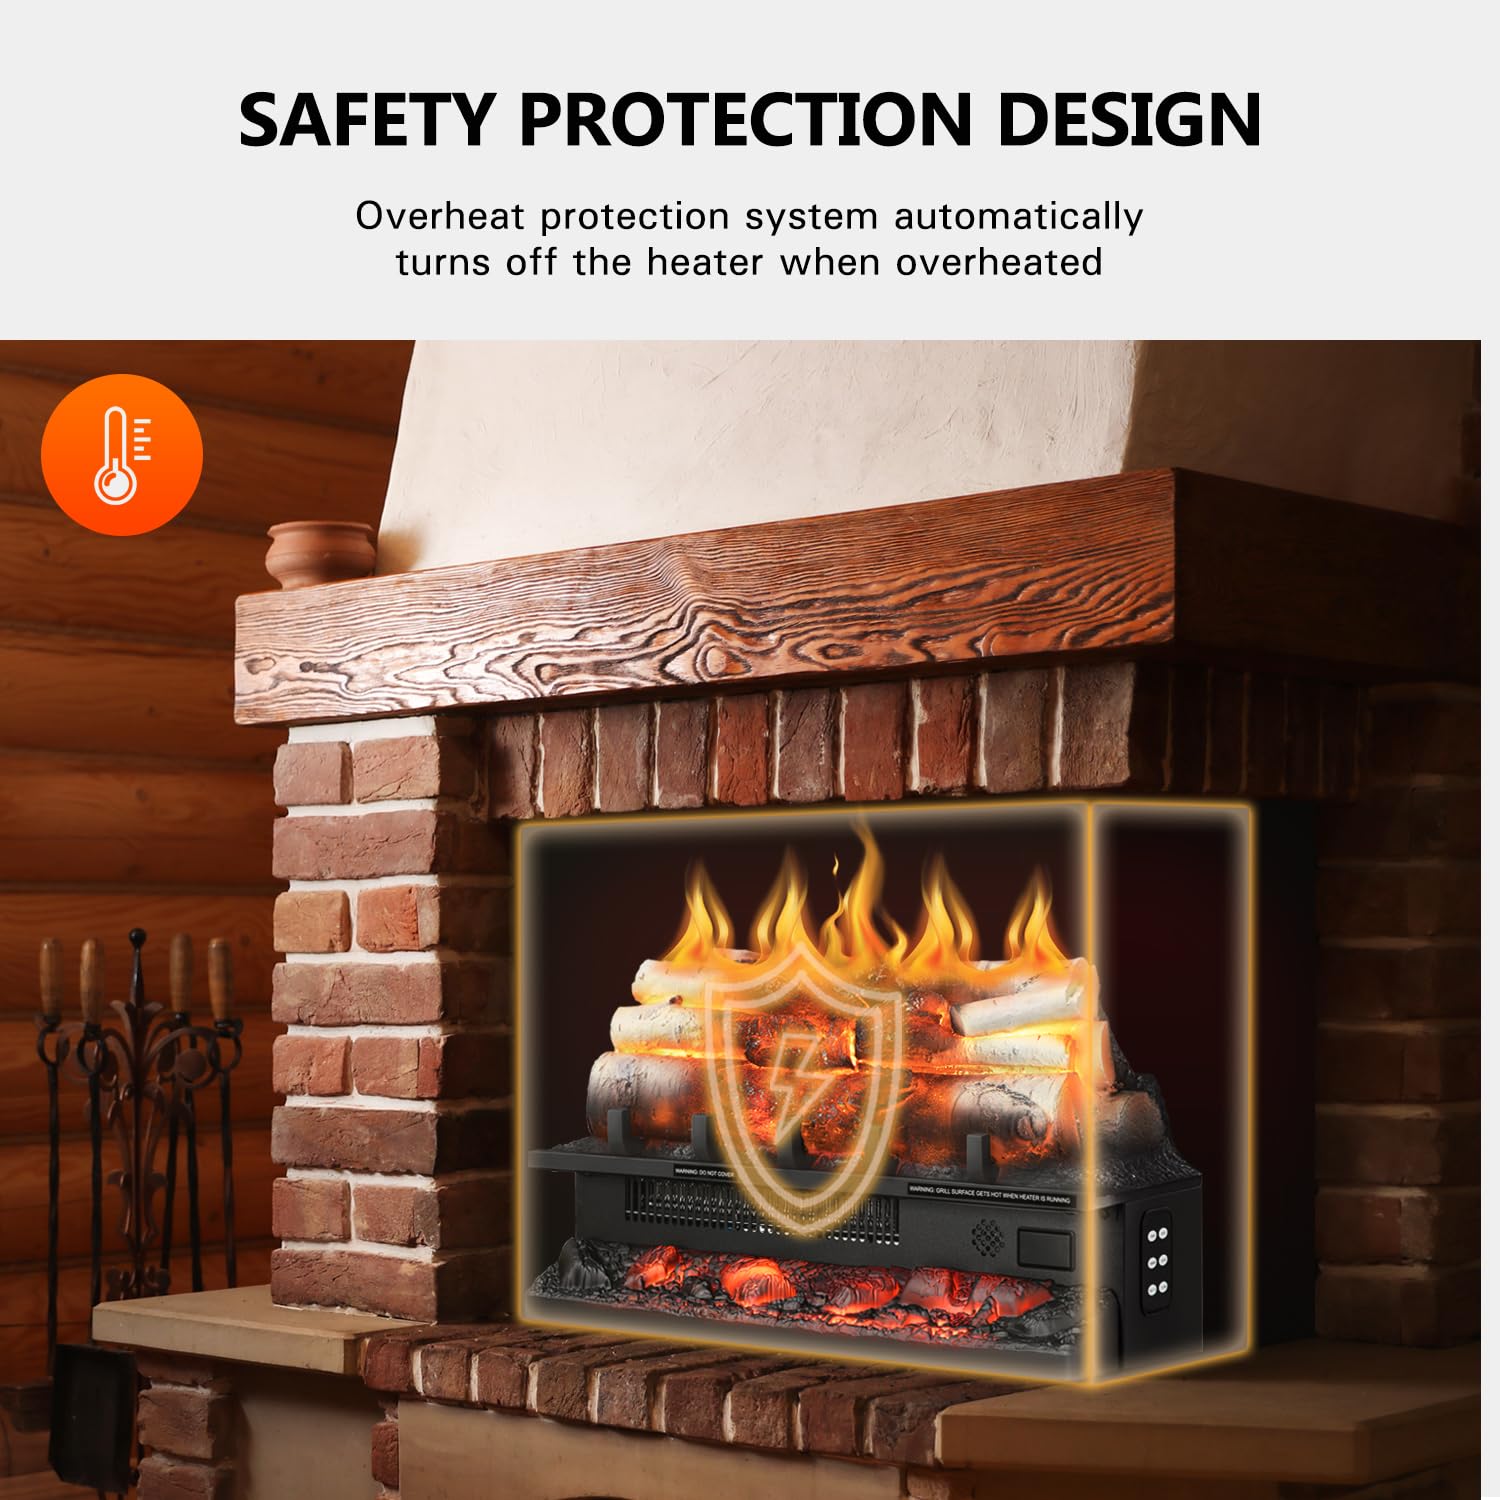 SAFETY PROTECTION DESIGN
Overheat protection system automatically
turns off the heater when overheated
WARNING: DO NOT COVER
WARNING: GRILL SURFACE GETS HOT WHEN HEATER IS RUNNING